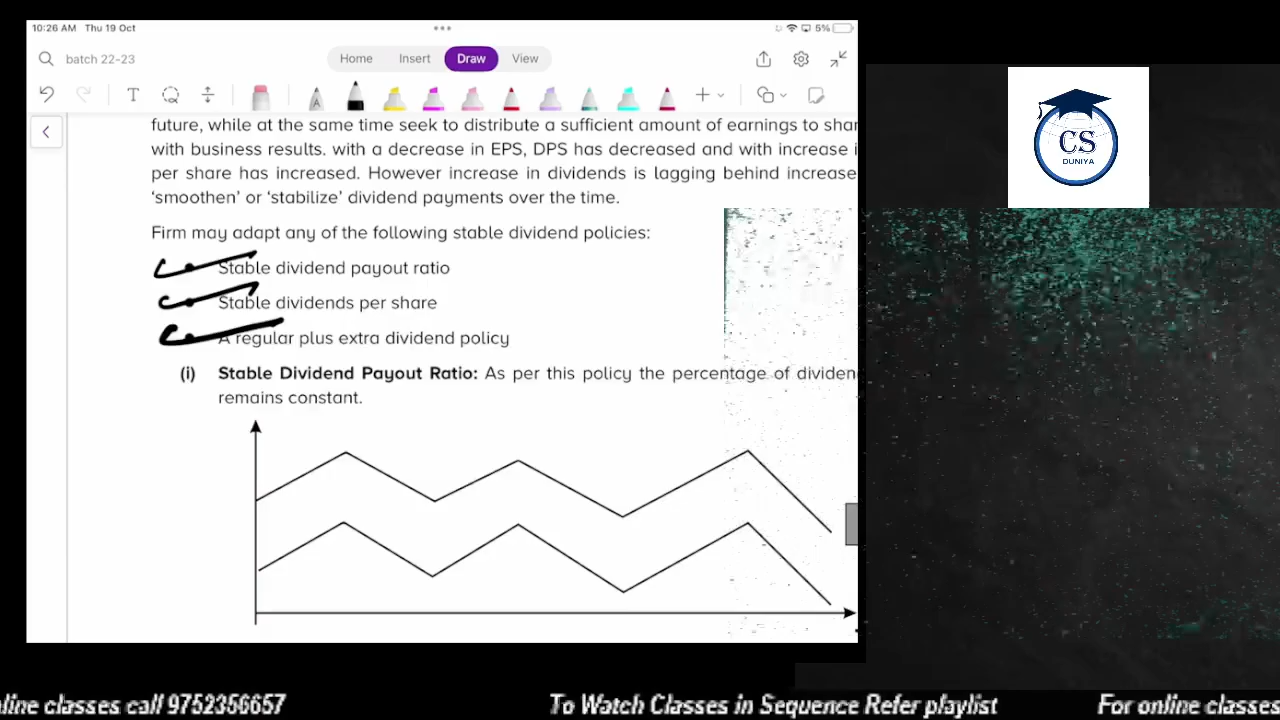 10:26 AM Thu 19 Oct
5%
batch 22-23
Home Insert Draw View
T
A
future, while at the same time seek to distribute a sufficient amount of earnings to shar
with business results. with decrease in EPS, DPS has decreased and with increase i
per share has increased. However increase in dividends is lagging behind increase
'smoothen' or 'stabilize' dividend payments over the time.
Firm may adapt any of the following stable dividend policies:
Stable dividend payout ratio
Stable dividends per share
A regular plus extra dividend policy
(i) Stable Dividend Payout Ratio: As per this policy the percentage of dividen
remains constant.
CS
DUNIYA
line classes call 9752356657 To Watch Classes in Sequence Refer playlist For online classes